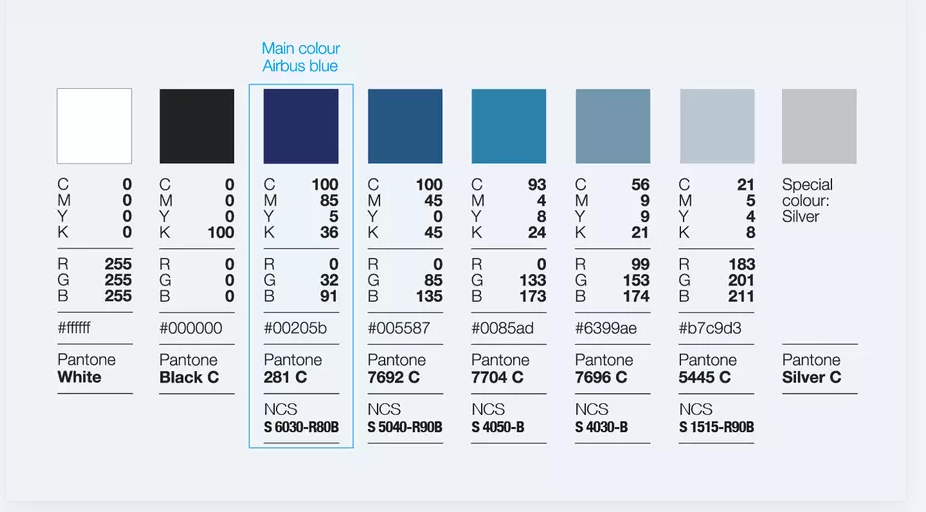 Main colour
Airbus blue
C 0
M 0
Y 0
K 0
R 255
G 255
B 255
#ffffff
Pantone
White
C 0
M 0
Y 0
K 100
R 0
G 0
B 0
#000000
Pantone
Black C
C 100
M 85
Y 5
K 36
R 0
G 32
B 91
#00205b
Pantone
281 C
NCS
S 6030-R80B
C 100
M 45
Y 0
K 45
R 0
G 85
B 135
#005587
Pantone
7692 C
NCS
S 5040-R90B
C 93
M 4
Y 8
K 24
R 0
G 133
B 173
#0085ad
Pantone
7704 C
NCS
S 4050-B
C 56
M 9
Y 9
K 21
R 99
G 153
B 174
#6399ae
Pantone
7696 C
NCS
S 4030-B
C 21
M 5
Y 4
K 8
R 183
G 201
B 211
#b7c9d3
Pantone
5445 C
NCS
S 1515-R90B
Special
colour:
Silver
Pantone
Silver C